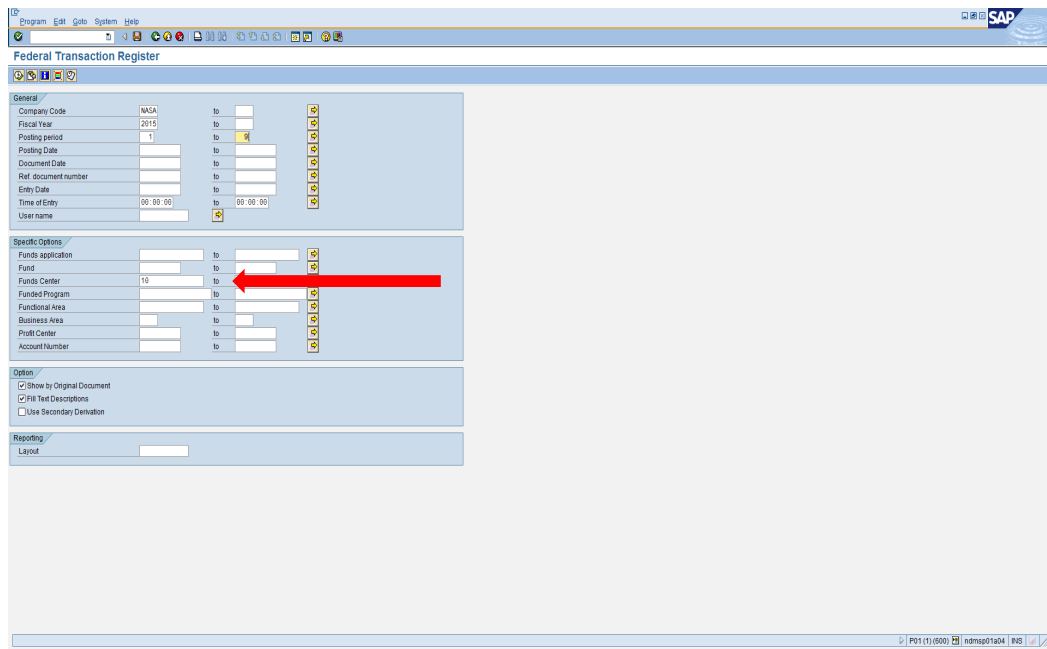 Program Edit Goto System Help
SAP
Federal Transaction Register
General
Company Code NASA to
Fiscal Year 2015 to
Posting period 1 to 9
Posting Date to
Document Date to
Ref. document number to
Entry Date to
Time of Entry 00:00:00 to 00:00:00
User name
Specific Options
Funds application to
Fund to
Funds Center 10 to
Funded Program to
Functional Area to
Business Area to
Profit Center to
Account Number to
Option
Show by Original Document
Fill Text Descriptions
Use Secondary Derivation
Reporting
Layout
P01 (1) (600) ndmsp01a04 INS